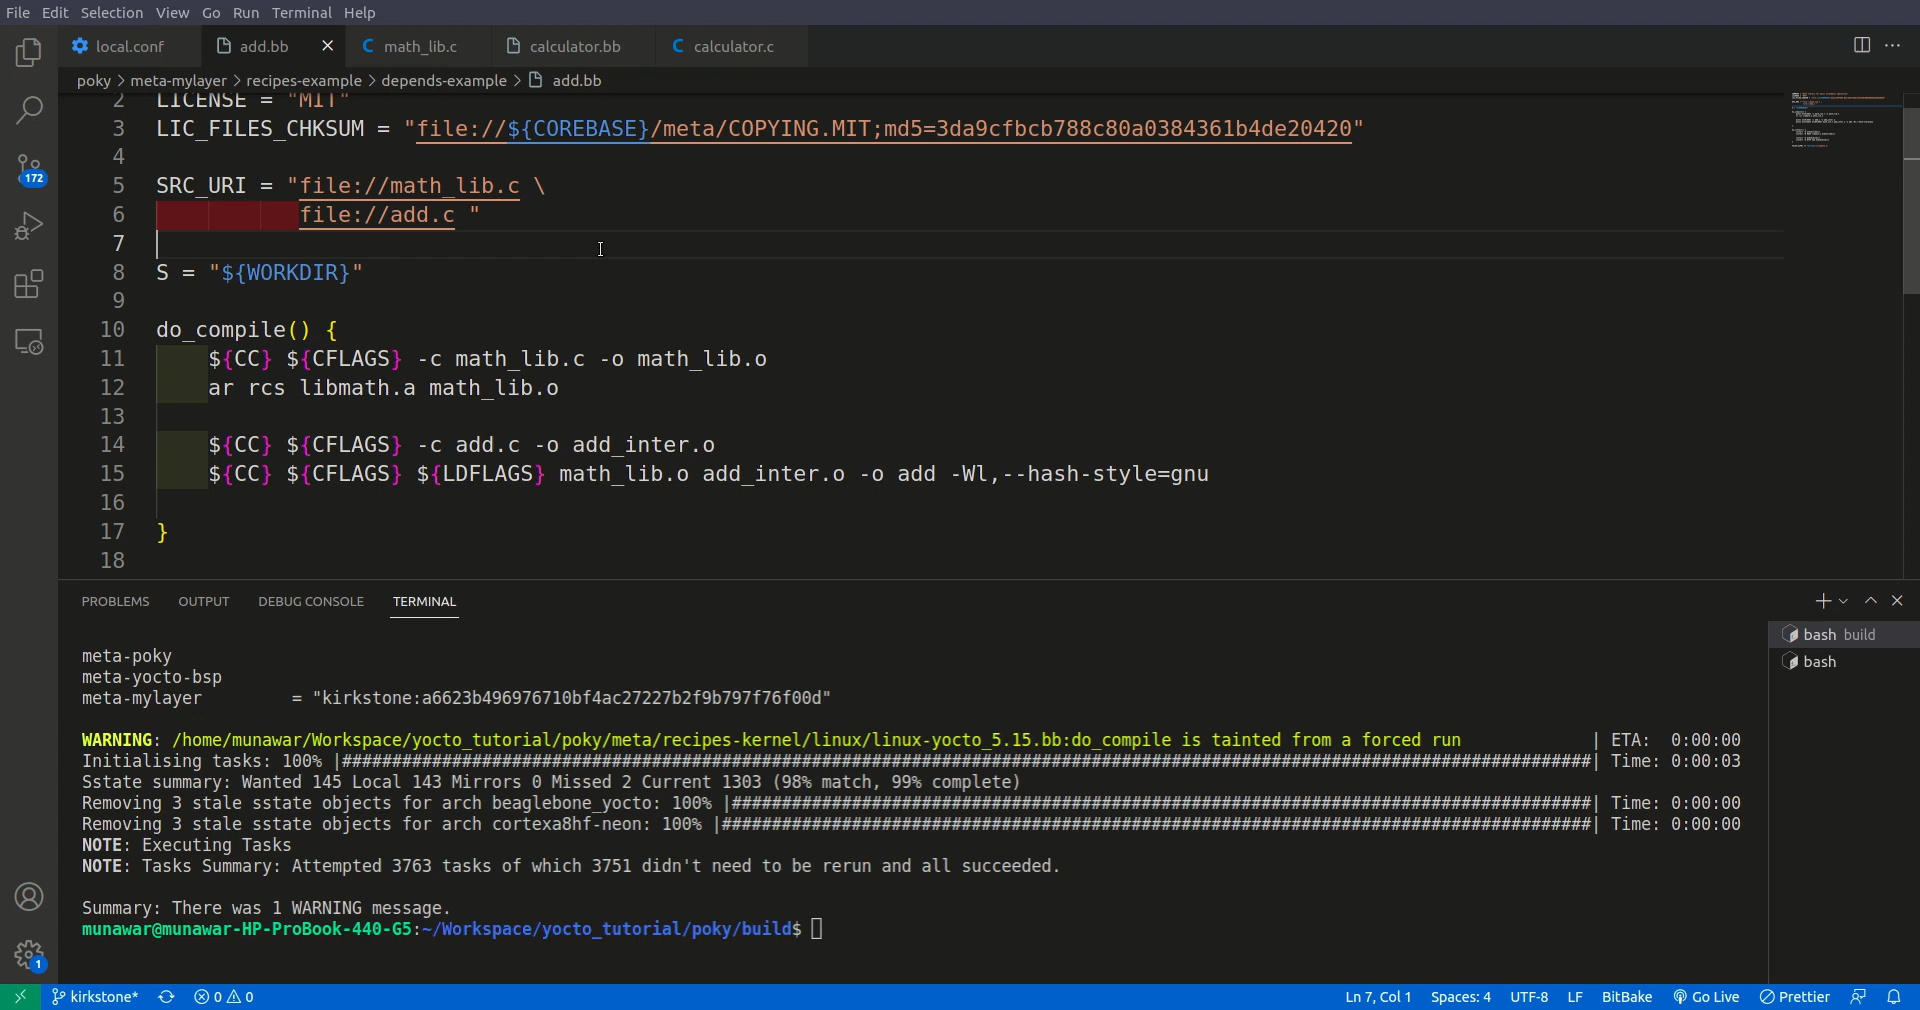 File Edit Selection View Go Run Terminal Help
local.conf add.bb × math_lib.c calculator.bb calculator.c
poky > meta-mylayer > recipes-example > depends-example > add.bb
2 LICENSE = "MIT"
3 LIC_FILES_CHKSUM = "file://${COREBASE}/meta/COPYING.MIT;md5=3da9cfbcb788c80a0384361b4de20420"
4
5 SRC_URI = "file://math_lib.c \
6 file://add.c "
7
8 S = "${WORKDIR}"
9
10 do_compile() {
11 ${CC} ${CFLAGS} -c math_lib.c -o math_lib.o
12 ar rcs libmath.a math_lib.o
13
14 ${CC} ${CFLAGS} -c add.c -o add_inter.o
15 ${CC} ${CFLAGS} ${LDFLAGS} math_lib.o add_inter.o -o add -Wl,--hash-style=gnu
16
17 }
18
172
PROBLEMS OUTPUT DEBUG CONSOLE TERMINAL
bash build
bash
meta-poky
meta-yocto-bsp
meta-mylayer = "kirkstone:a6623b496976710bf4ac27227b2f9b797f76f00d"
WARNING: /home/munawar/Workspace/yocto_tutorial/poky/meta/recipes-kernel/linux/linux-yocto_5.15.bb:do_compile is tainted from a forced run | ETA: 0:00:00
Initialising tasks: 100% |#############################################################################################################################| Time: 0:00:03
Sstate summary: Wanted 145 Local 143 Mirrors 0 Missed 2 Current 1303 (98% match, 99% complete)
Removing 3 stale sstate objects for arch beaglebone_yocto: 100% |######################################################################################| Time: 0:00:00
Removing 3 stale sstate objects for arch cortexa8hf-neon: 100% |#######################################################################################| Time: 0:00:00
NOTE: Executing Tasks
NOTE: Tasks Summary: Attempted 3763 tasks of which 3751 didn't need to be rerun and all succeeded.
Summary: There was 1 WARNING message.
munawar@munawar-HP-ProBook-440-G5:~/Workspace/yocto_tutorial/poky/build$
1
kirkstone* 0 0 Ln 7, Col 1 Spaces: 4 UTF-8 LF BitBake Go Live Prettier